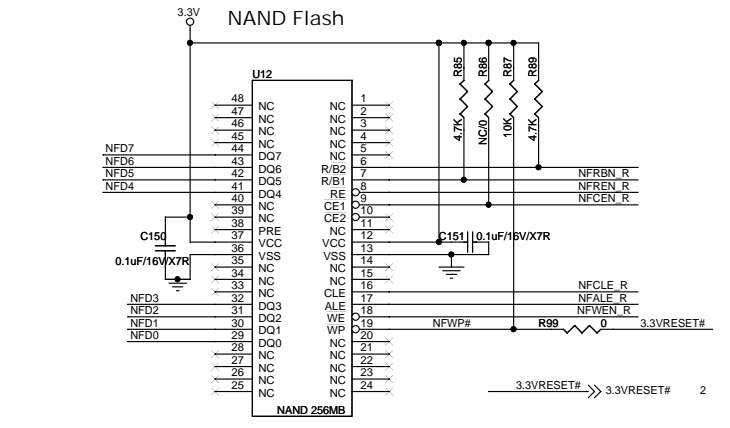 3.3V
NAND Flash
U12
R85
R86
R87
R89
4.7K
NC/0
10K
4.7K
48 NC NC 1
47 NC NC 2
46 NC NC 3
45 NC NC 4
NFD7 44 DQ7 NC 5
NFD6 43 DQ6 R/B2 6
NFD5 42 DQ5 R/B1 7 NFRBN_R
NFD4 41 DQ4 RE 8 NFREN_R
40 NC CE1 9 NFCEN_R
39 NC CE2 10
38 PRE NC 11
C150 37 VCC VCC 12 C151 0.1uF/16V/X7R
0.1uF/16V/X7R 36 VSS VSS 13
35 NC NC 14
34 NC NC 15
33 NC CLE 16 NFCLE_R
NFD3 32 DQ3 ALE 17 NFALE_R
NFD2 31 DQ2 WE 18 NFWEN_R
NFD1 30 DQ1 WP 19 NFWP# R99 0 3.3VRESET#
NFD0 29 DQ0 NC 20
28 NC NC 21
27 NC NC 22
26 NC NC 23
25 NC NC 24
3.3VRESET# 3.3VRESET# 2
NAND 256MB